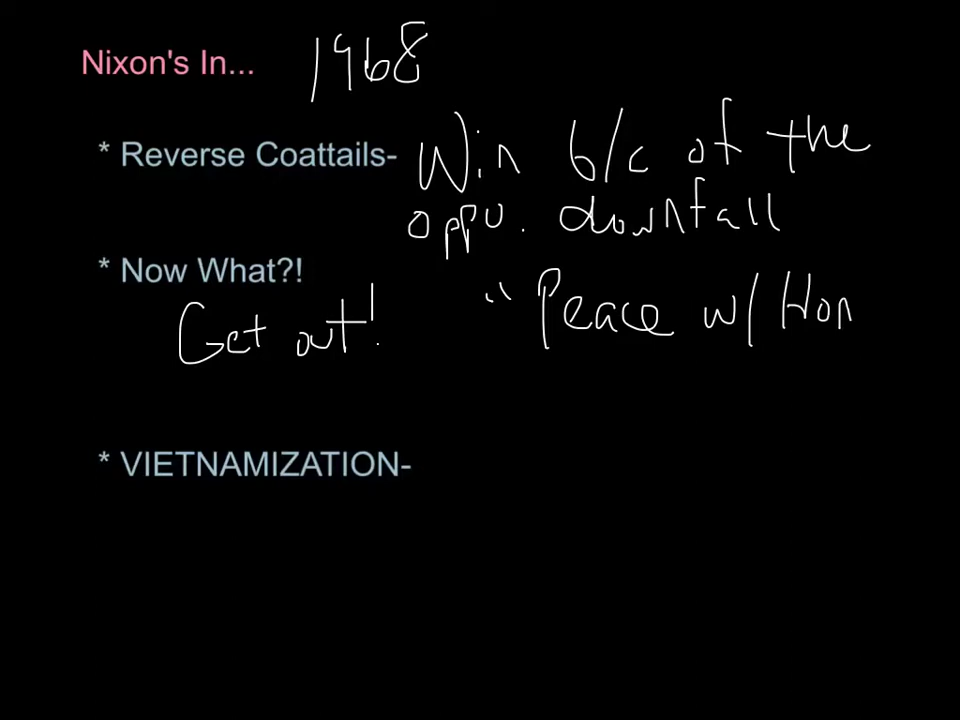 Nixon's In... 1968
* Reverse Coattails- Win b/c of the
oppo. downfall
* Now What?!
Get out! " Peace w/ Hon
* VIETNAMIZATION-